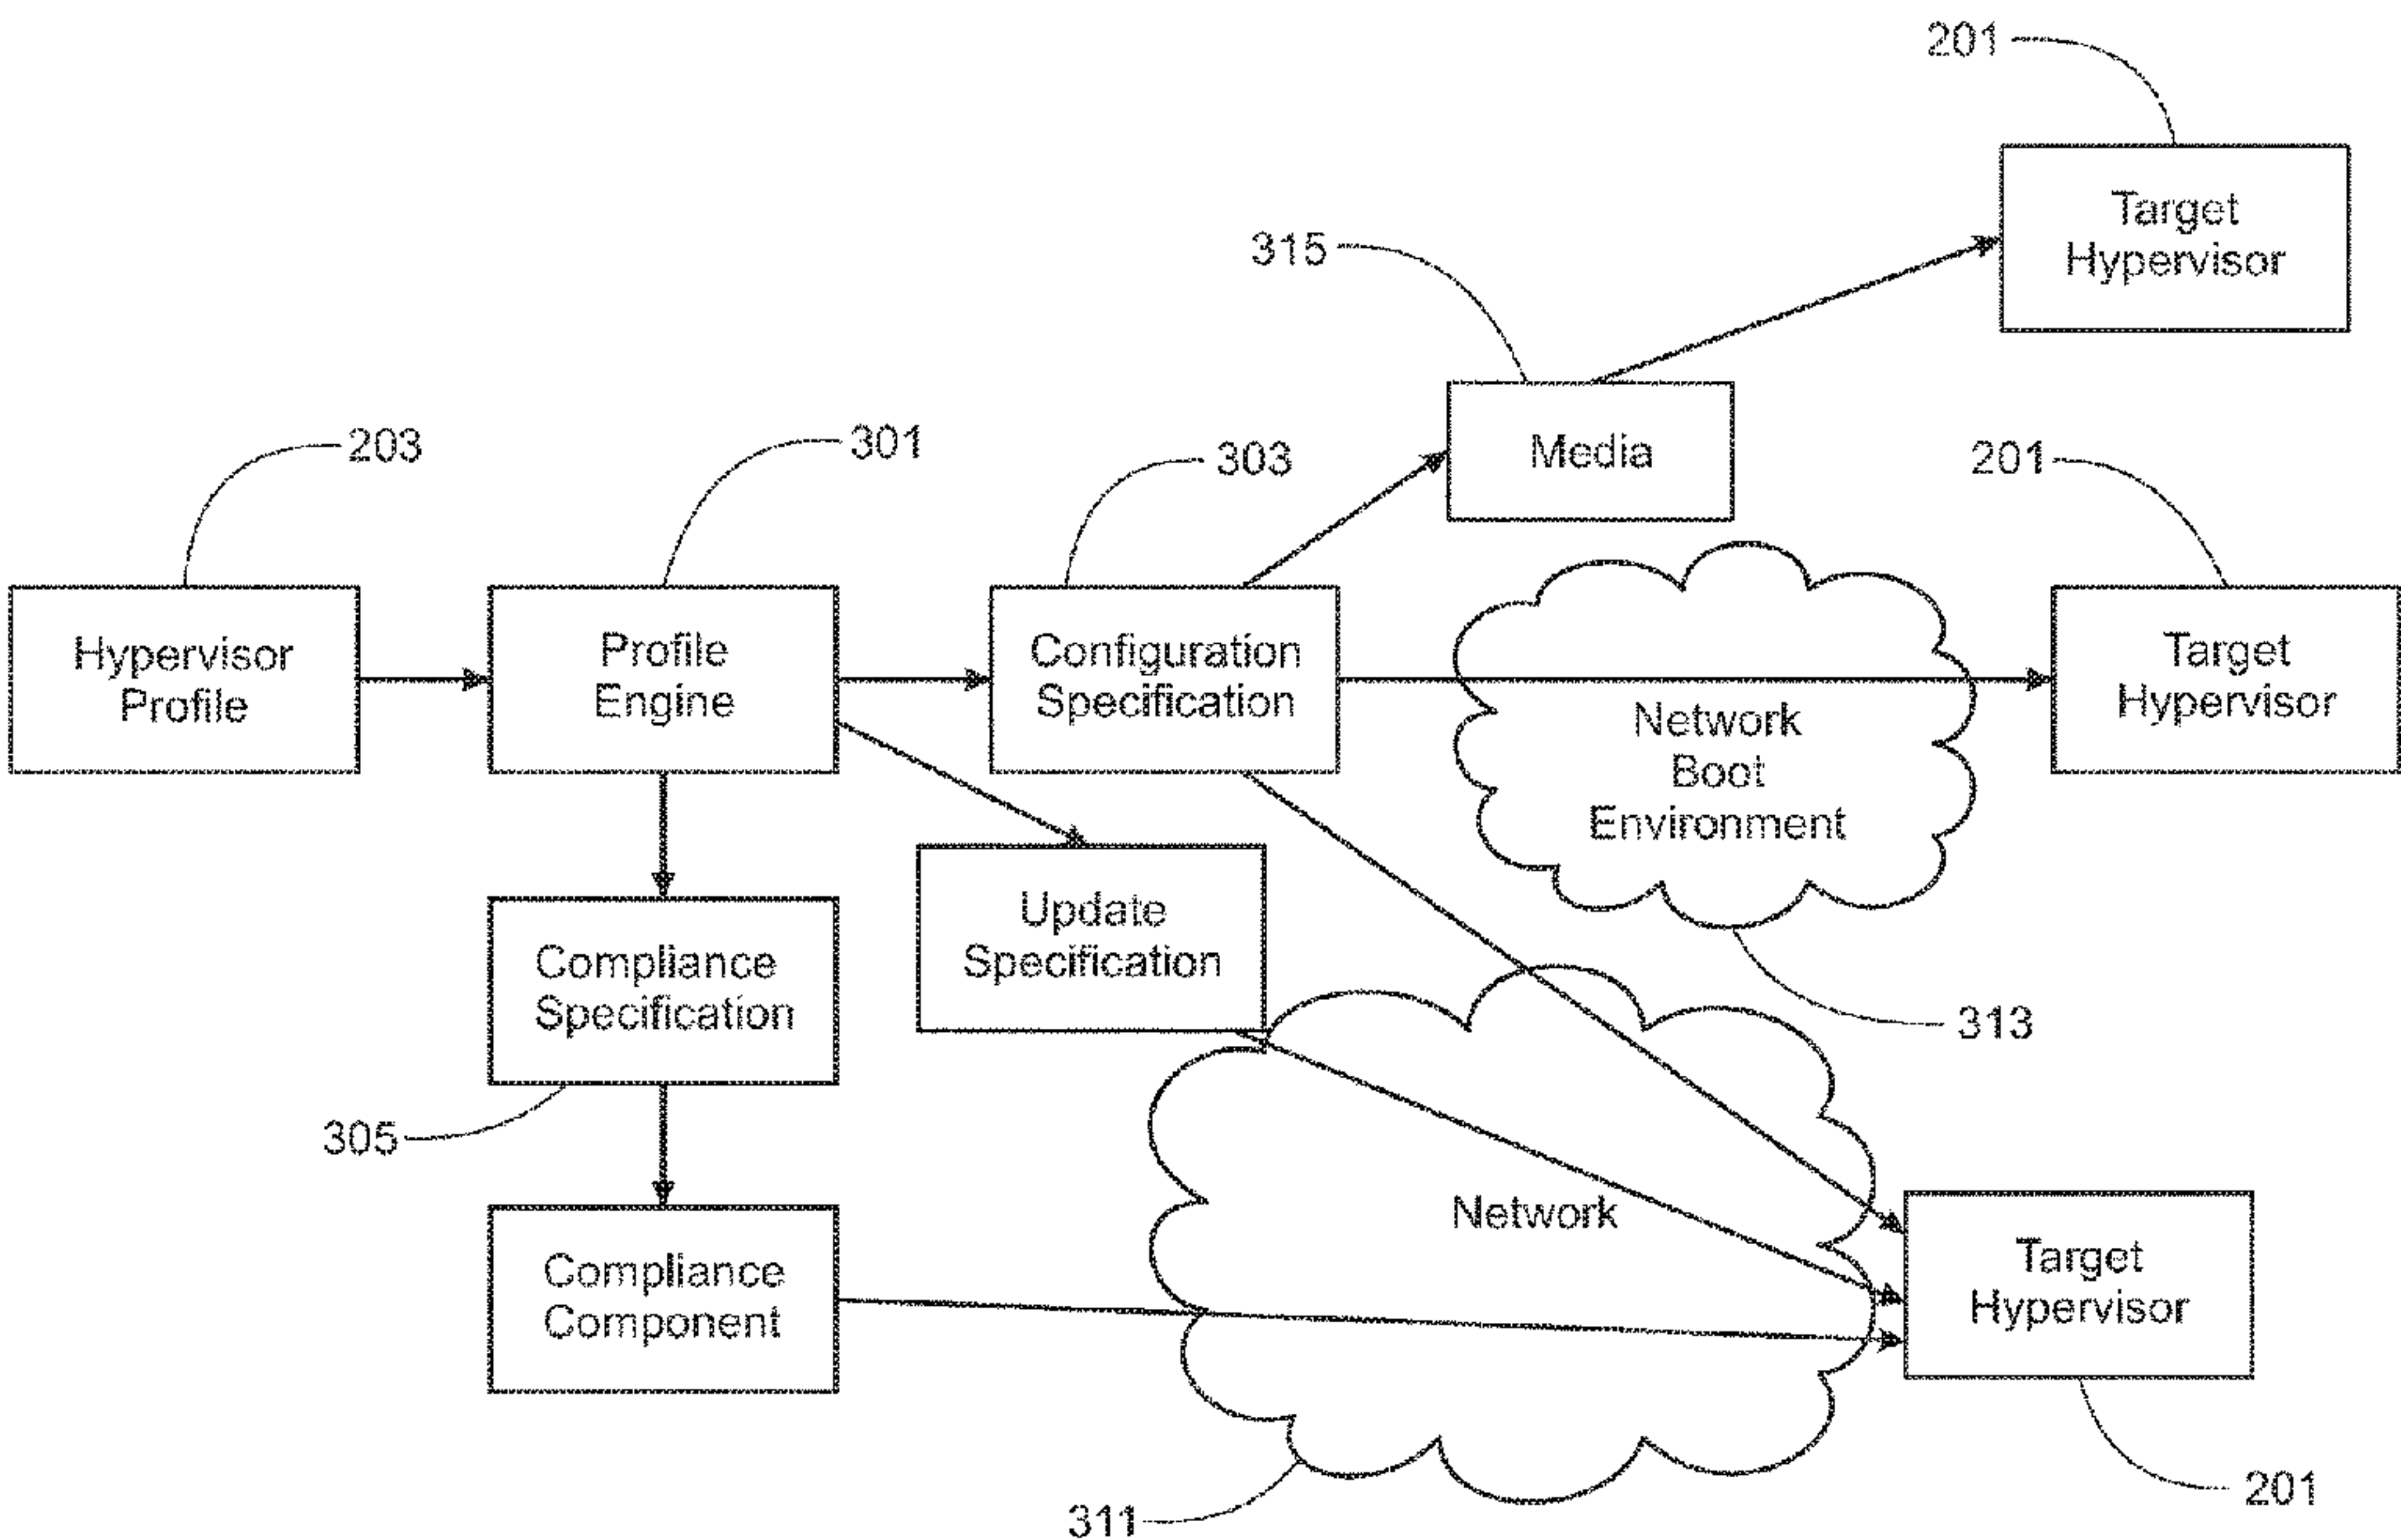 201
Target
Hypervisor
315
Media
203
301
303
201
Hypervisor
Profile
Profile
Engine
Configuration
Specification
Network
Boot
Environment
Target
Hypervisor
Update
Specification
Compliance
Specification
313
305
Network
Compliance
Component
Target
Hypervisor
201
311